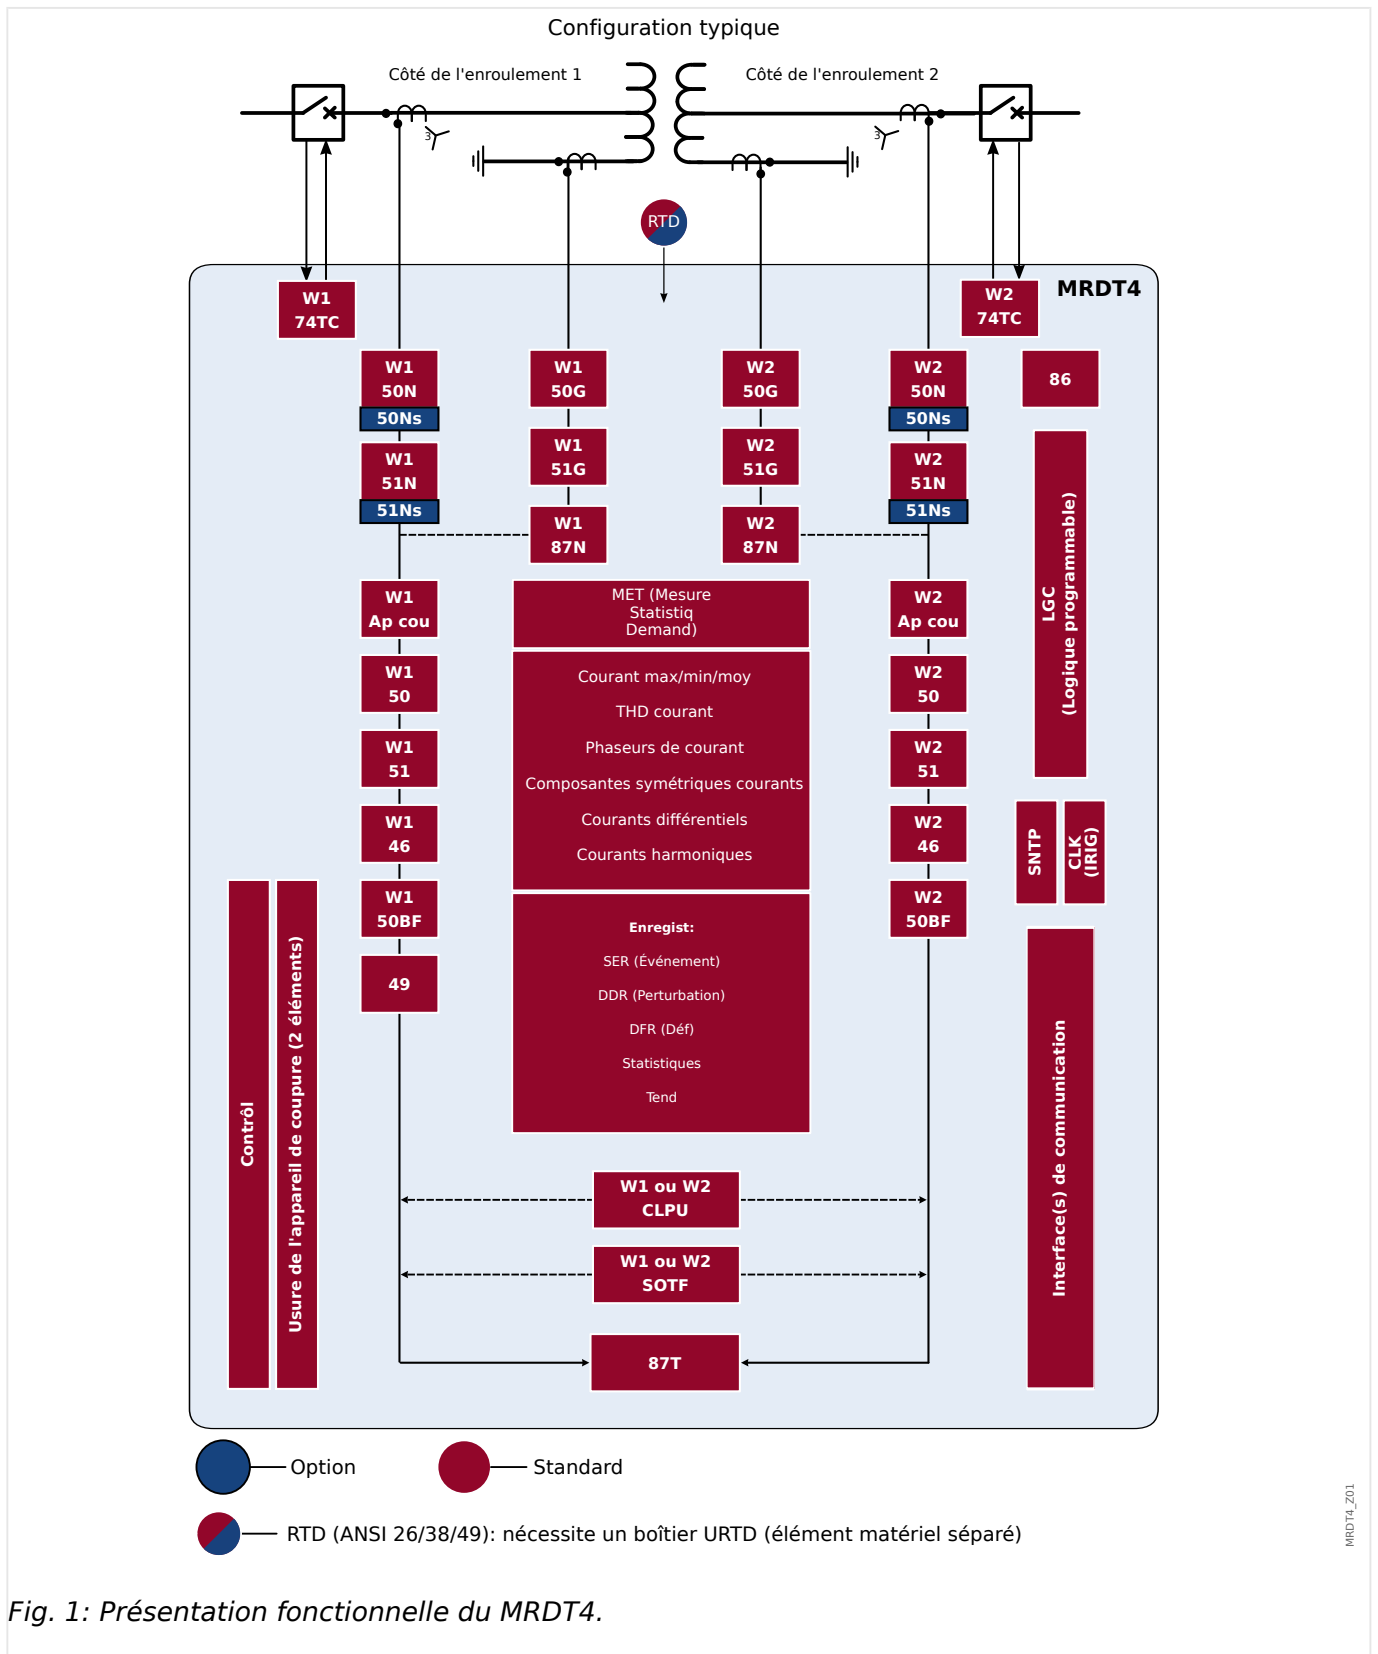 Configuration typique
Côté de l'enroulement 1
Côté de l'enroulement 2
3
3
RTD
MRDT4
W1
74TC
W2
74TC
W1
50N
50Ns
W1
50G
W2
50G
W2
50N
50Ns
86
W1
51N
51Ns
W1
51G
W2
51G
W2
51N
51Ns
W1
87N
W2
87N
LGC
(Logique programmable)
W1
Ap cou
MET (Mesure
Statistiq
Demand)
W2
Ap cou
W1
50
Courant max/min/moy
THD courant
Phaseurs de courant
Composantes symétriques courants
Courants différentiels
Courants harmoniques
W2
50
W1
51
W2
51
W1
46
W2
46
SNTP
CLK
(IRIG)
W1
50BF
W2
50BF
49
Enregist:
SER (Événement)
DDR (Perturbation)
DFR (Déf)
Statistiques
Tend
Contrôl
Usure de l'appareil de coupure (2 éléments)
Interface(s) de communication
W1 ou W2
CLPU
W1 ou W2
SOTF
87T
Option
Standard
RTD (ANSI 26/38/49): nécessite un boîtier URTD (élément matériel séparé)
MRDT4_Z01
Fig. 1: Présentation fonctionnelle du MRDT4.